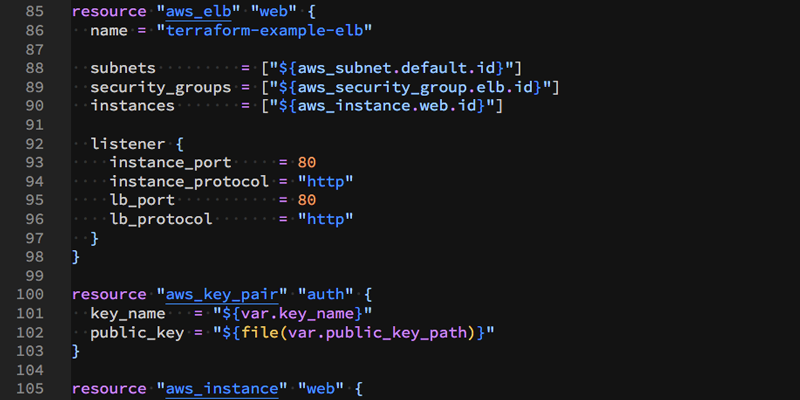 85 resource "aws_elb" "web" {
86   name = "terraform-example-elb"
87
88   subnets         = ["${aws_subnet.default.id}"]
89   security_groups = ["${aws_security_group.elb.id}"]
90   instances       = ["${aws_instance.web.id}"]
91
92   listener {
93     instance_port     = 80
94     instance_protocol = "http"
95     lb_port           = 80
96     lb_protocol       = "http"
97   }
98 }
99
100 resource "aws_key_pair" "auth" {
101   key_name   = "${var.key_name}"
102   public_key = "${file(var.public_key_path)}"
103 }
104
105 resource "aws_instance" "web" {